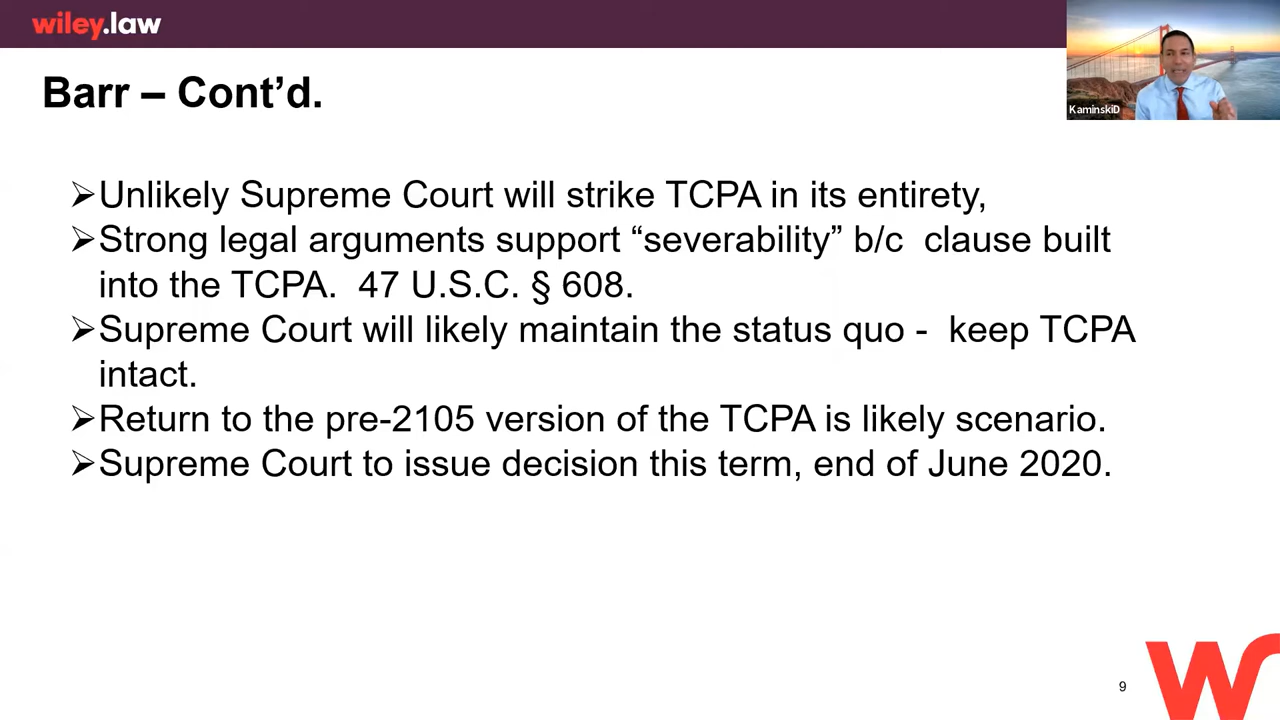 wiley.law
KaminskiD
Barr – Cont’d.
➢Unlikely Supreme Court will strike TCPA in its entirety,
➢Strong legal arguments support “severability” b/c  clause built
into the TCPA.  47 U.S.C. § 608.
➢Supreme Court will likely maintain the status quo -  keep TCPA
intact.
➢Return to the pre-2105 version of the TCPA is likely scenario.
➢Supreme Court to issue decision this term, end of June 2020.
9